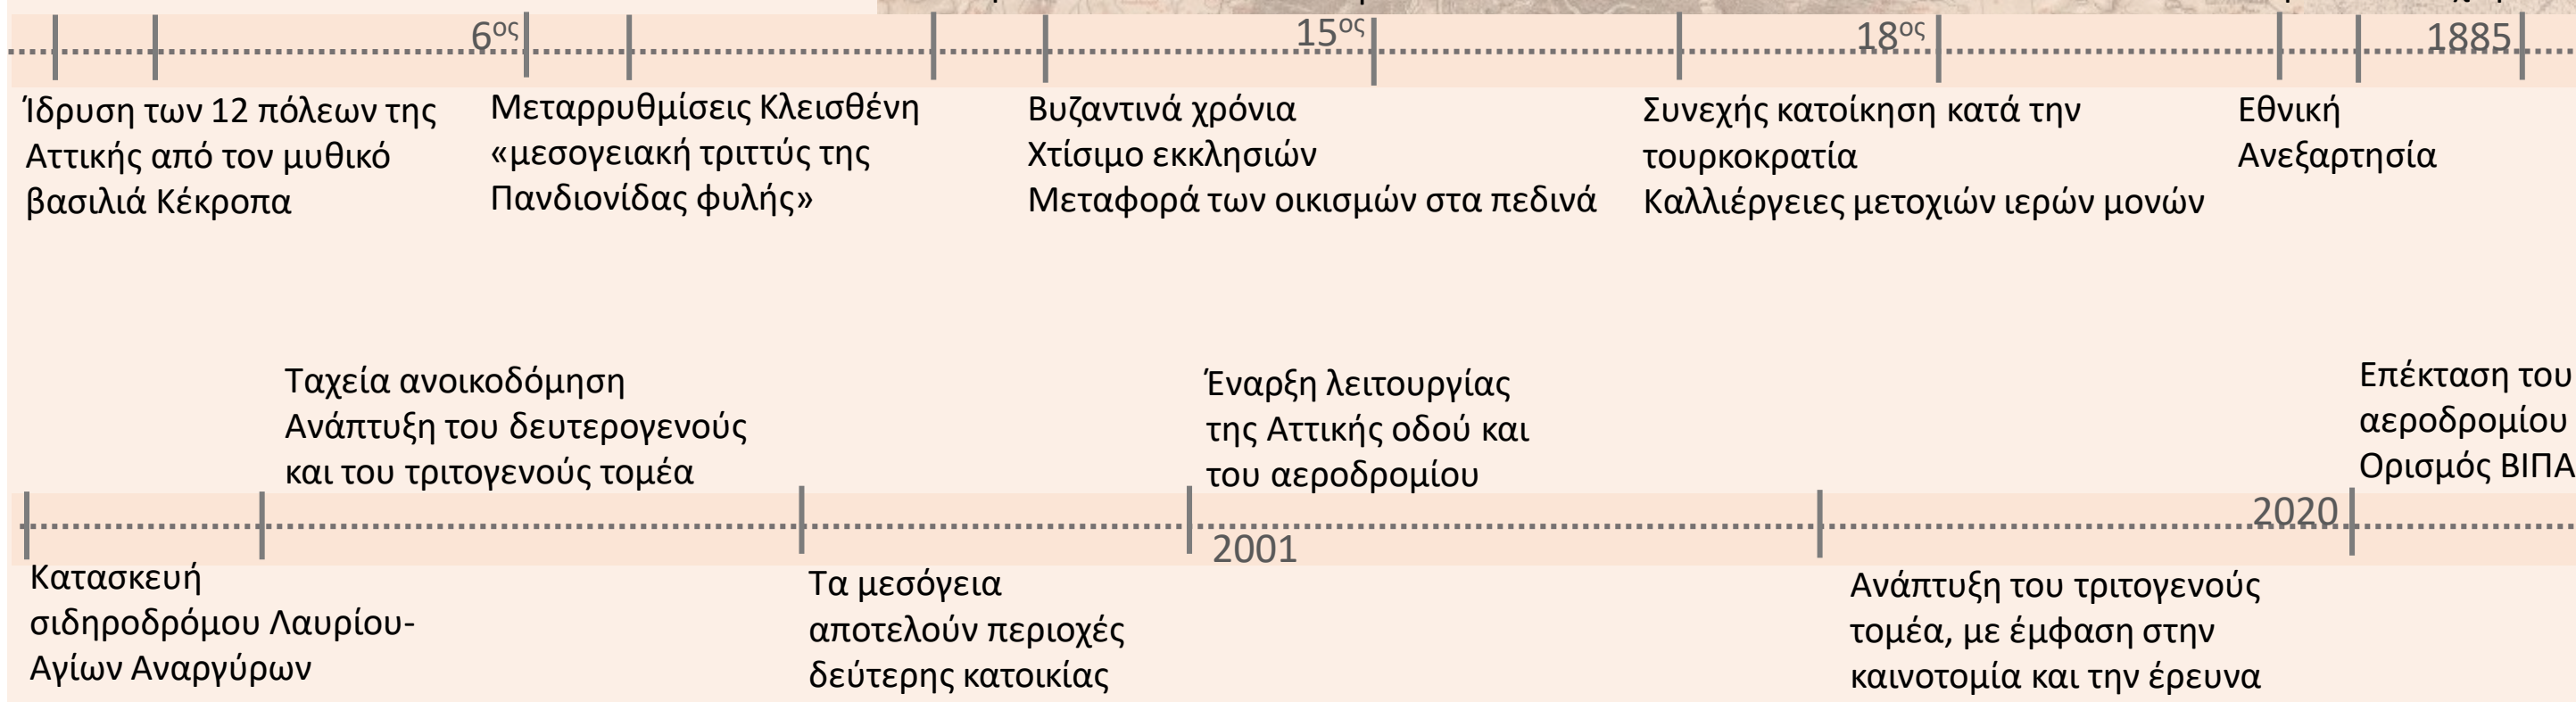 6ος 15ος 18ος 1885
Ίδρυση των 12 πόλεων της
Αττικής από τον μυθικό
βασιλιά Κέκροπα
Μεταρρυθμίσεις Κλεισθένη
«μεσογειακή τριττύς της
Πανδιονίδας φυλής»
Βυζαντινά χρόνια
Χτίσιμο εκκλησιών
Μεταφορά των οικισμών στα πεδινά
Συνεχής κατοίκηση κατά την
τουρκοκρατία
Καλλιέργειες μετοχιών ιερών μονών
Εθνική
Ανεξαρτησία
Ταχεία ανοικοδόμηση
Ανάπτυξη του δευτερογενούς
και του τριτογενούς τομέα
Έναρξη λειτουργίας
της Αττικής οδού και
του αεροδρομίου
Επέκταση του
αεροδρομίου
Ορισμός ΒΙΠΑ
2020
2001
Κατασκευή
σιδηροδρόμου Λαυρίου-
Αγίων Αναργύρων
Τα μεσόγεια
αποτελούν περιοχές
δεύτερης κατοικίας
Ανάπτυξη του τριτογενούς
τομέα, με έμφαση στην
καινοτομία και την έρευνα